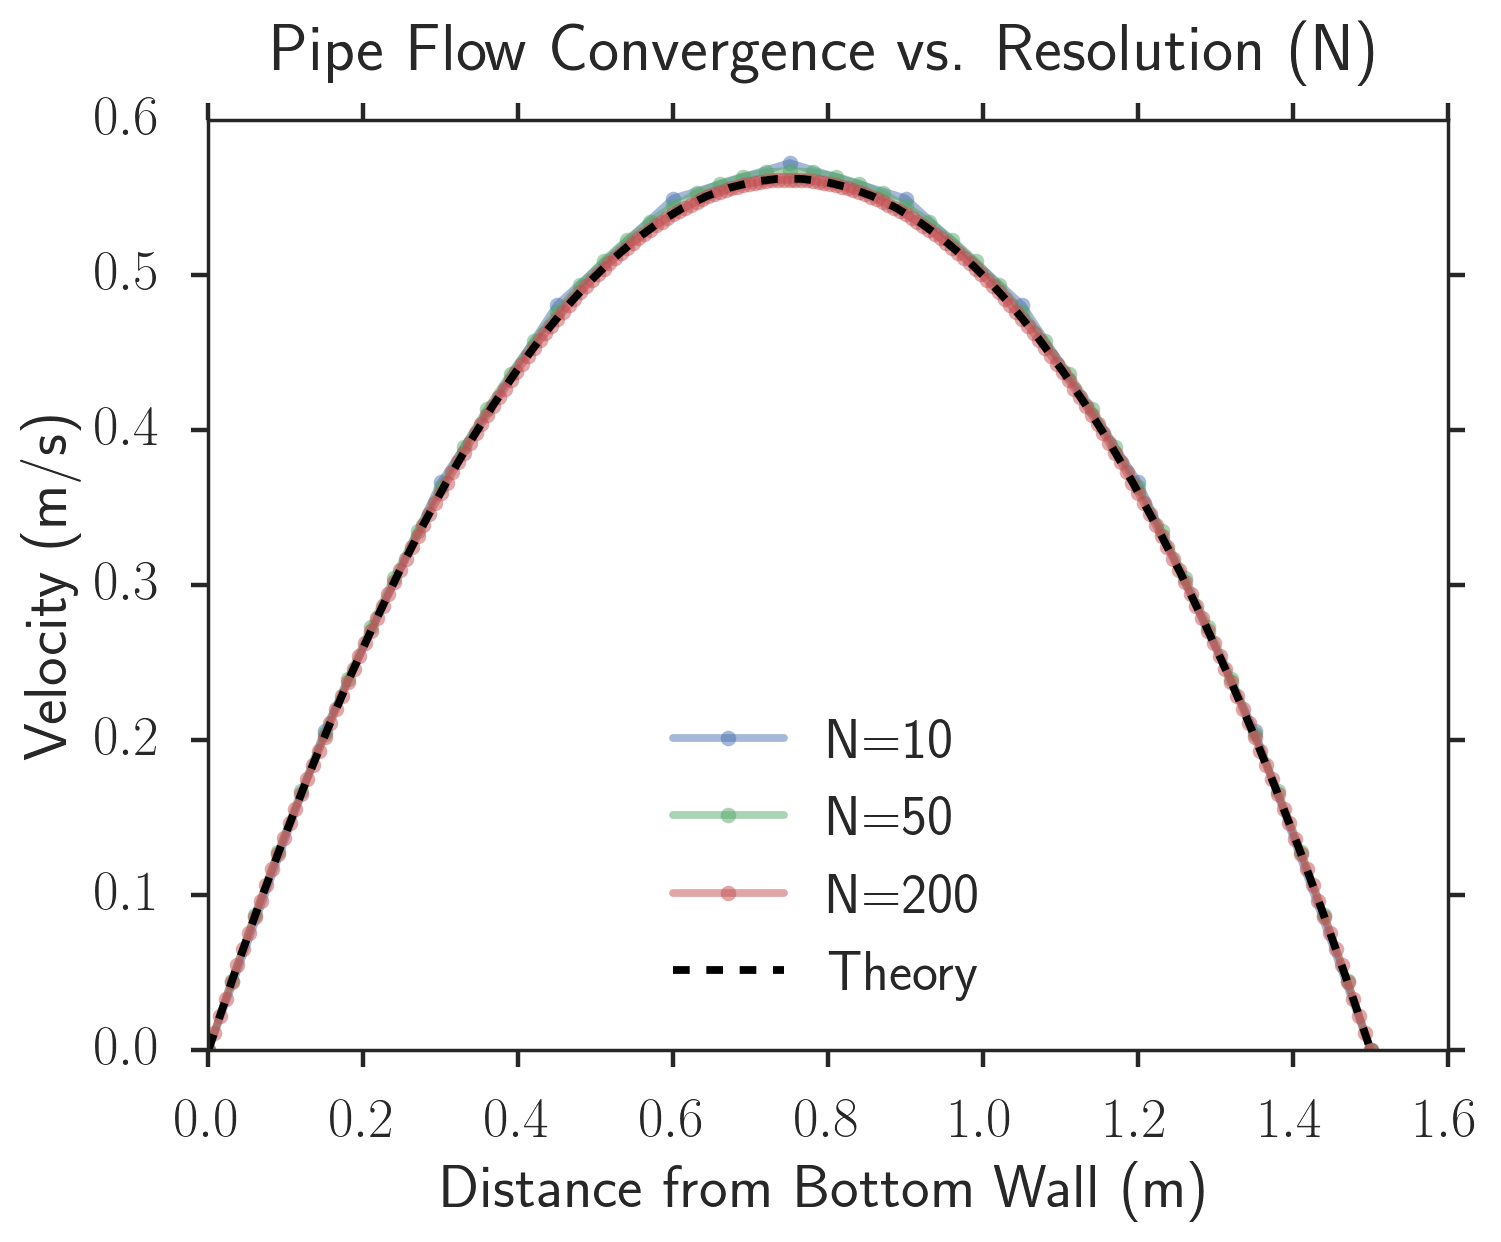 Pipe Flow Convergence vs. Resolution (N)
0.6
0.5
0.4
0.3
0.2
0.1
0.0
Velocity (m/s)
N=10
N=50
N=200
Theory
0.0 0.2 0.4 0.6 0.8 1.0 1.2 1.4 1.6
Distance from Bottom Wall (m)